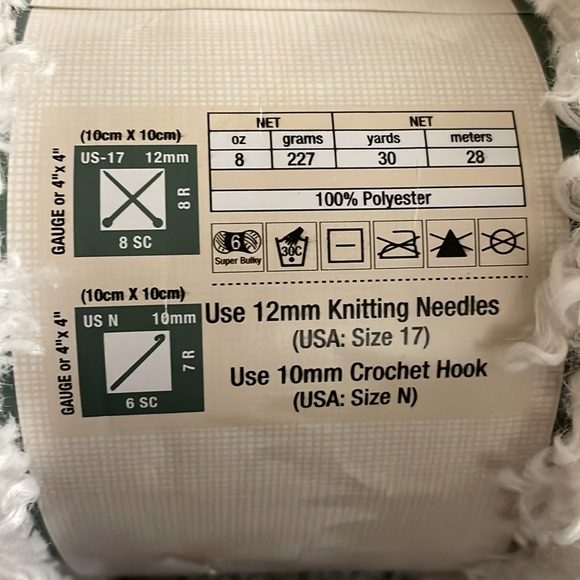 (10cm X 10cm)
GAUGE or 4"x 4"
US-17 12mm
8 R
8 SC
NET NET
oz grams yards meters
8 227 30 28
100% Polyester
6
Super Bulky
30C
(10cm X 10cm)
GAUGE or 4"x 4"
US N 10mm
7 R
6 SC
Use 12mm Knitting Needles
(USA: Size 17)
Use 10mm Crochet Hook
(USA: Size N)